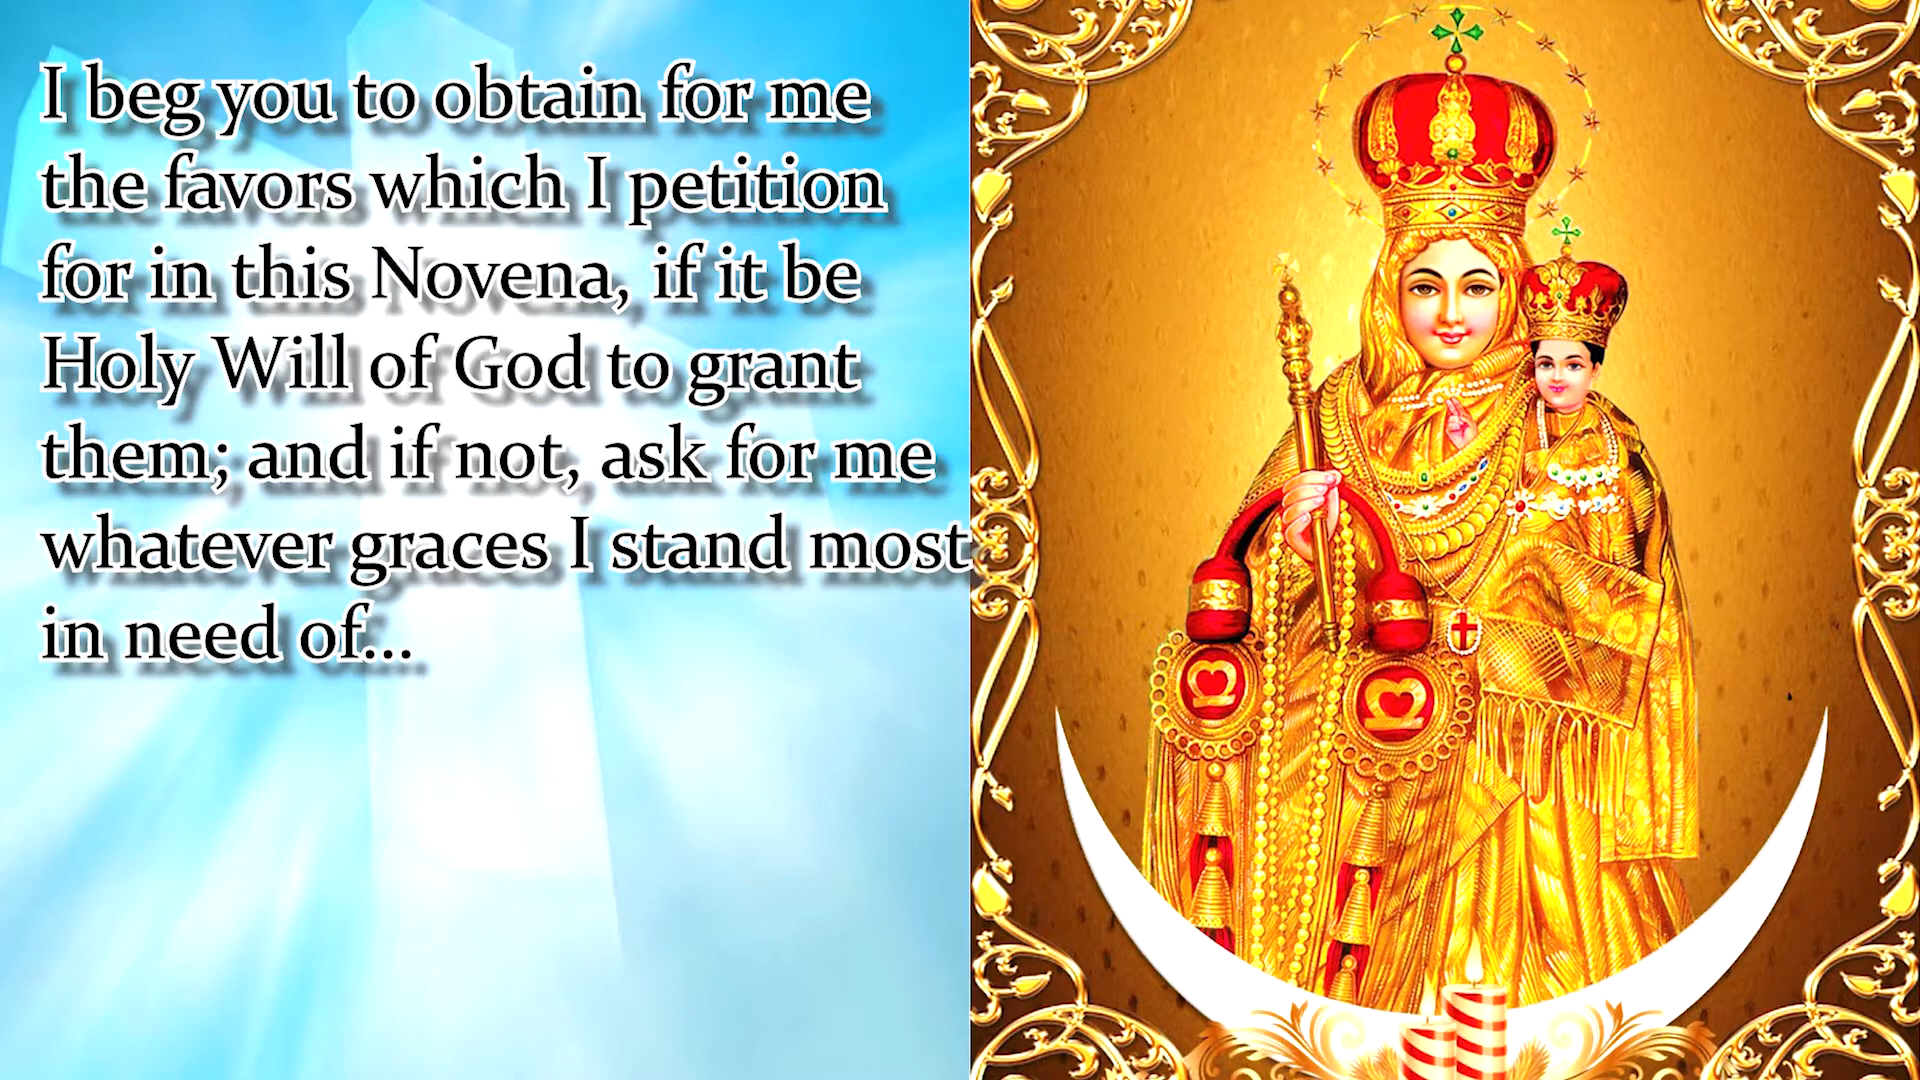 I beg you to obtain for me
the favors which I petition
for in this Novena, if it be
Holy Will of God to grant
them; and if not, ask for me
whatever graces I stand most
in need of...